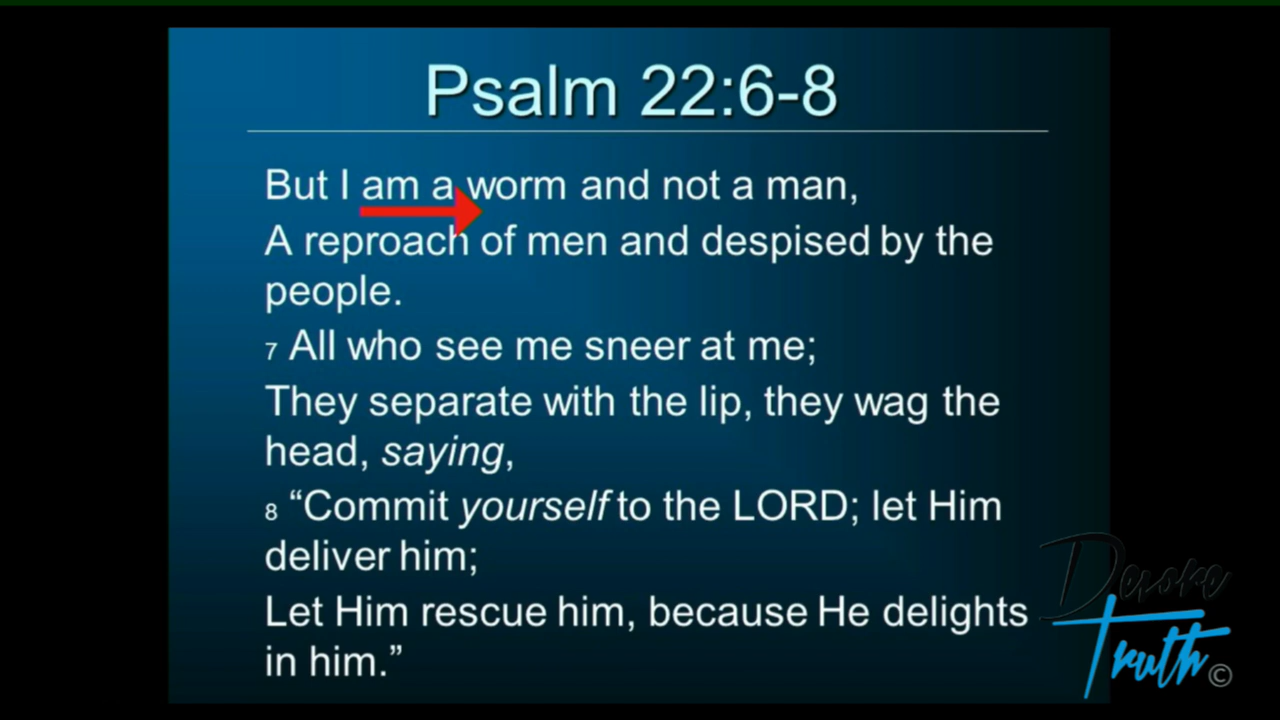 Psalm 22:6-8
But I am a worm and not a man,
A reproach of men and despised by the
people.
7 All who see me sneer at me;
They separate with the lip, they wag the
head, saying,
8 “Commit yourself to the LORD; let Him
deliver him;
Let Him rescue him, because He delights
in him.”
Desire
Truth ©